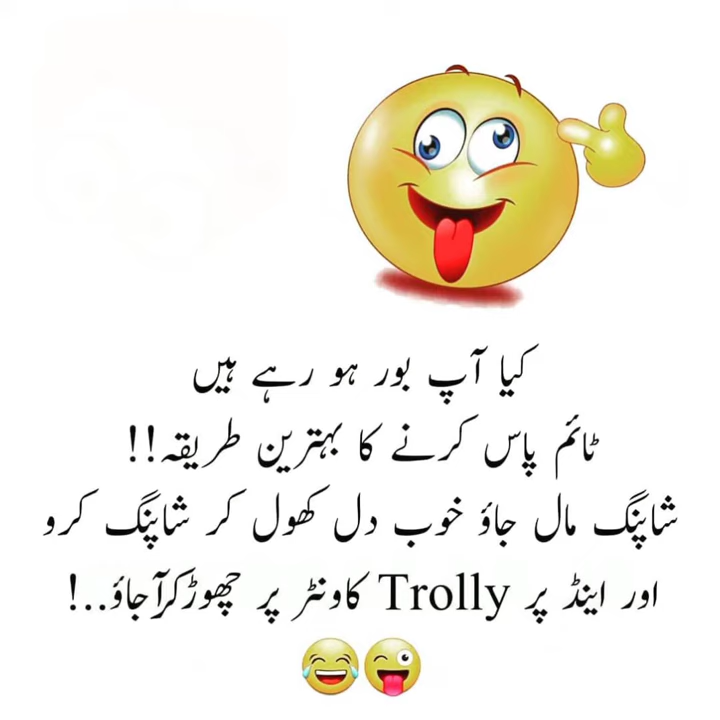 کیا آپ بور ہو رہے ہیں
ٹائم پاس کرنے کا بہترین طریقہ!!
شاپنگ مال جاؤ خوب دل کھول کر شاپنگ کرو
اور اینڈ پر Trolly کاونٹر پر چھوڑ کر آ جاؤ..!